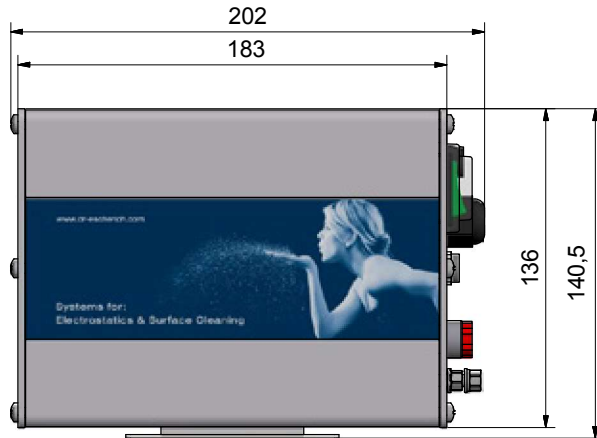 202
183
www.dr-escherich.com
Systems for:
Electrostatics & Surface Cleaning
136
140,5